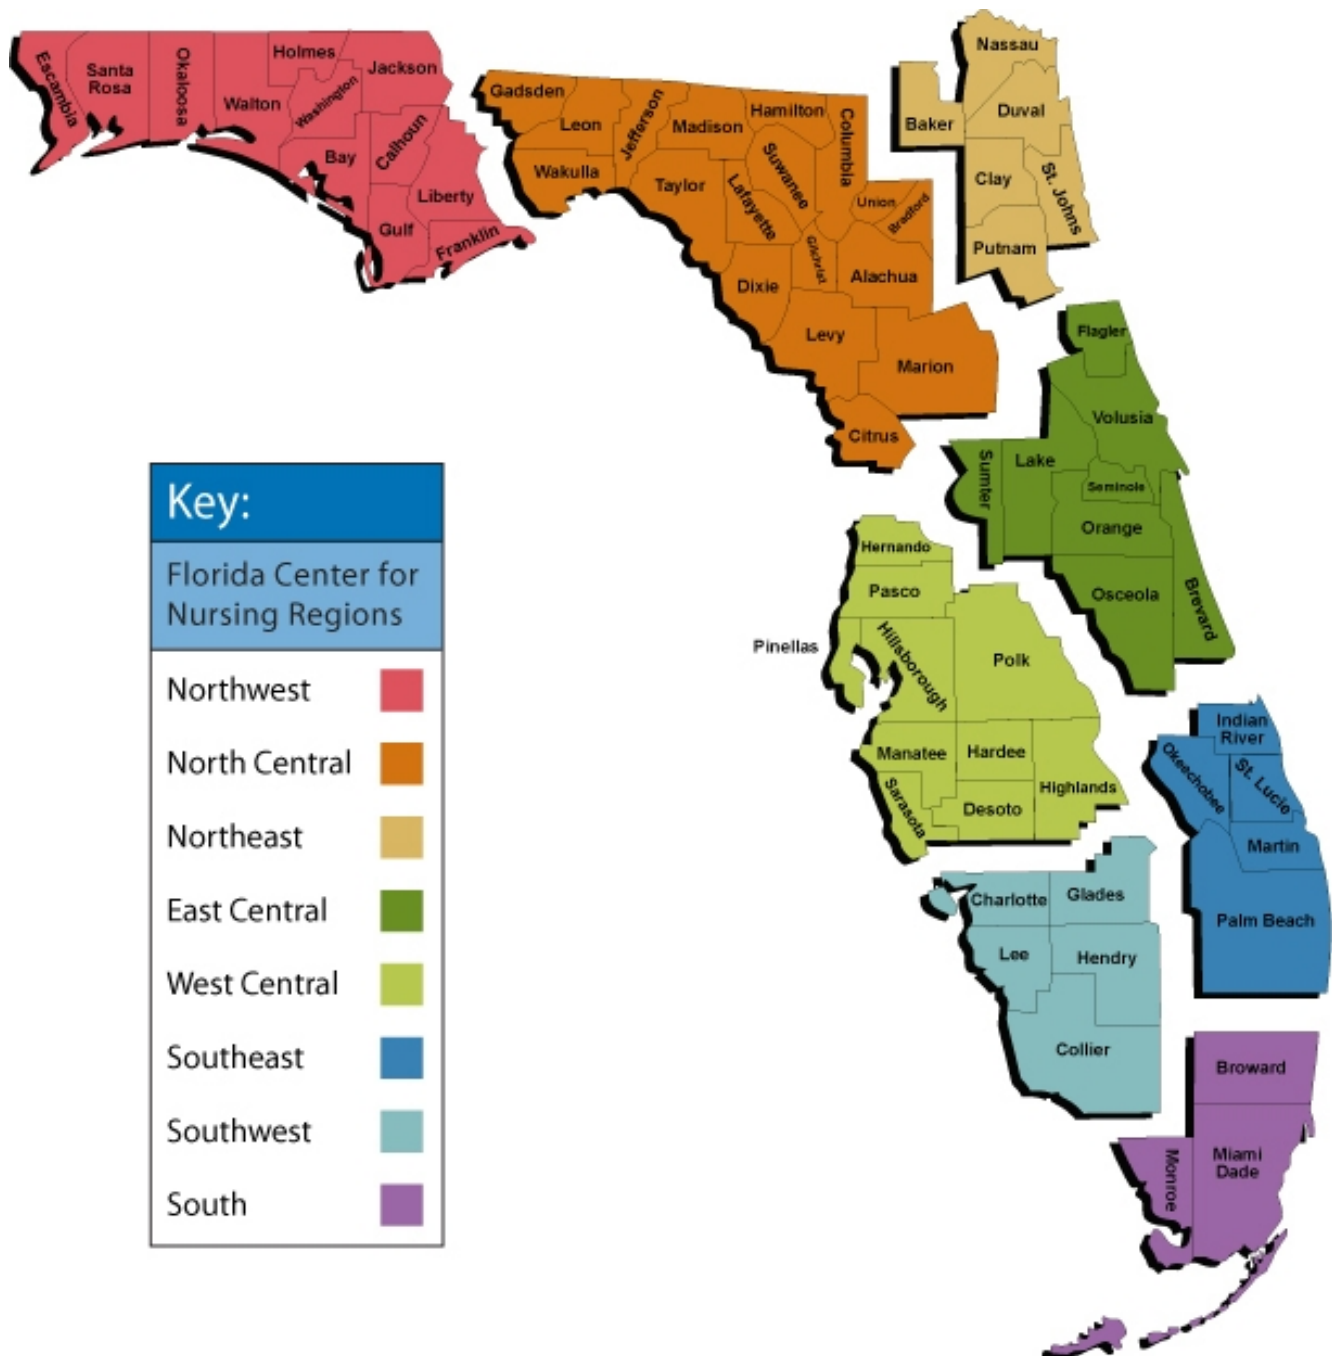 Escambia
Santa
Rosa
Okaloosa
Walton
Holmes
Washington
Jackson
Bay
Calhoun
Liberty
Gulf
Franklin
Gadsden
Leon
Jefferson
Madison
Hamilton
Columbia
Wakulla
Taylor
Lafayette
Suwanee
Union
Bradford
Gilchrist
Alachua
Dixie
Levy
Marion
Citrus
Nassau
Baker
Duval
Clay
St. Johns
Putnam
Flagler
Volusia
Sumter
Lake
Seminole
Orange
Osceola
Brevard
Hernando
Pasco
Pinellas
Hillsborough
Polk
Manatee
Hardee
Highlands
Sarasota
Desoto
Indian
River
Okeechobee
St. Lucie
Martin
Palm Beach
Charlotte
Glades
Lee
Hendry
Collier
Broward
Miami
Dade
Monroe
Key:
Florida Center for
Nursing Regions
Northwest
North Central
Northeast
East Central
West Central
Southeast
Southwest
South